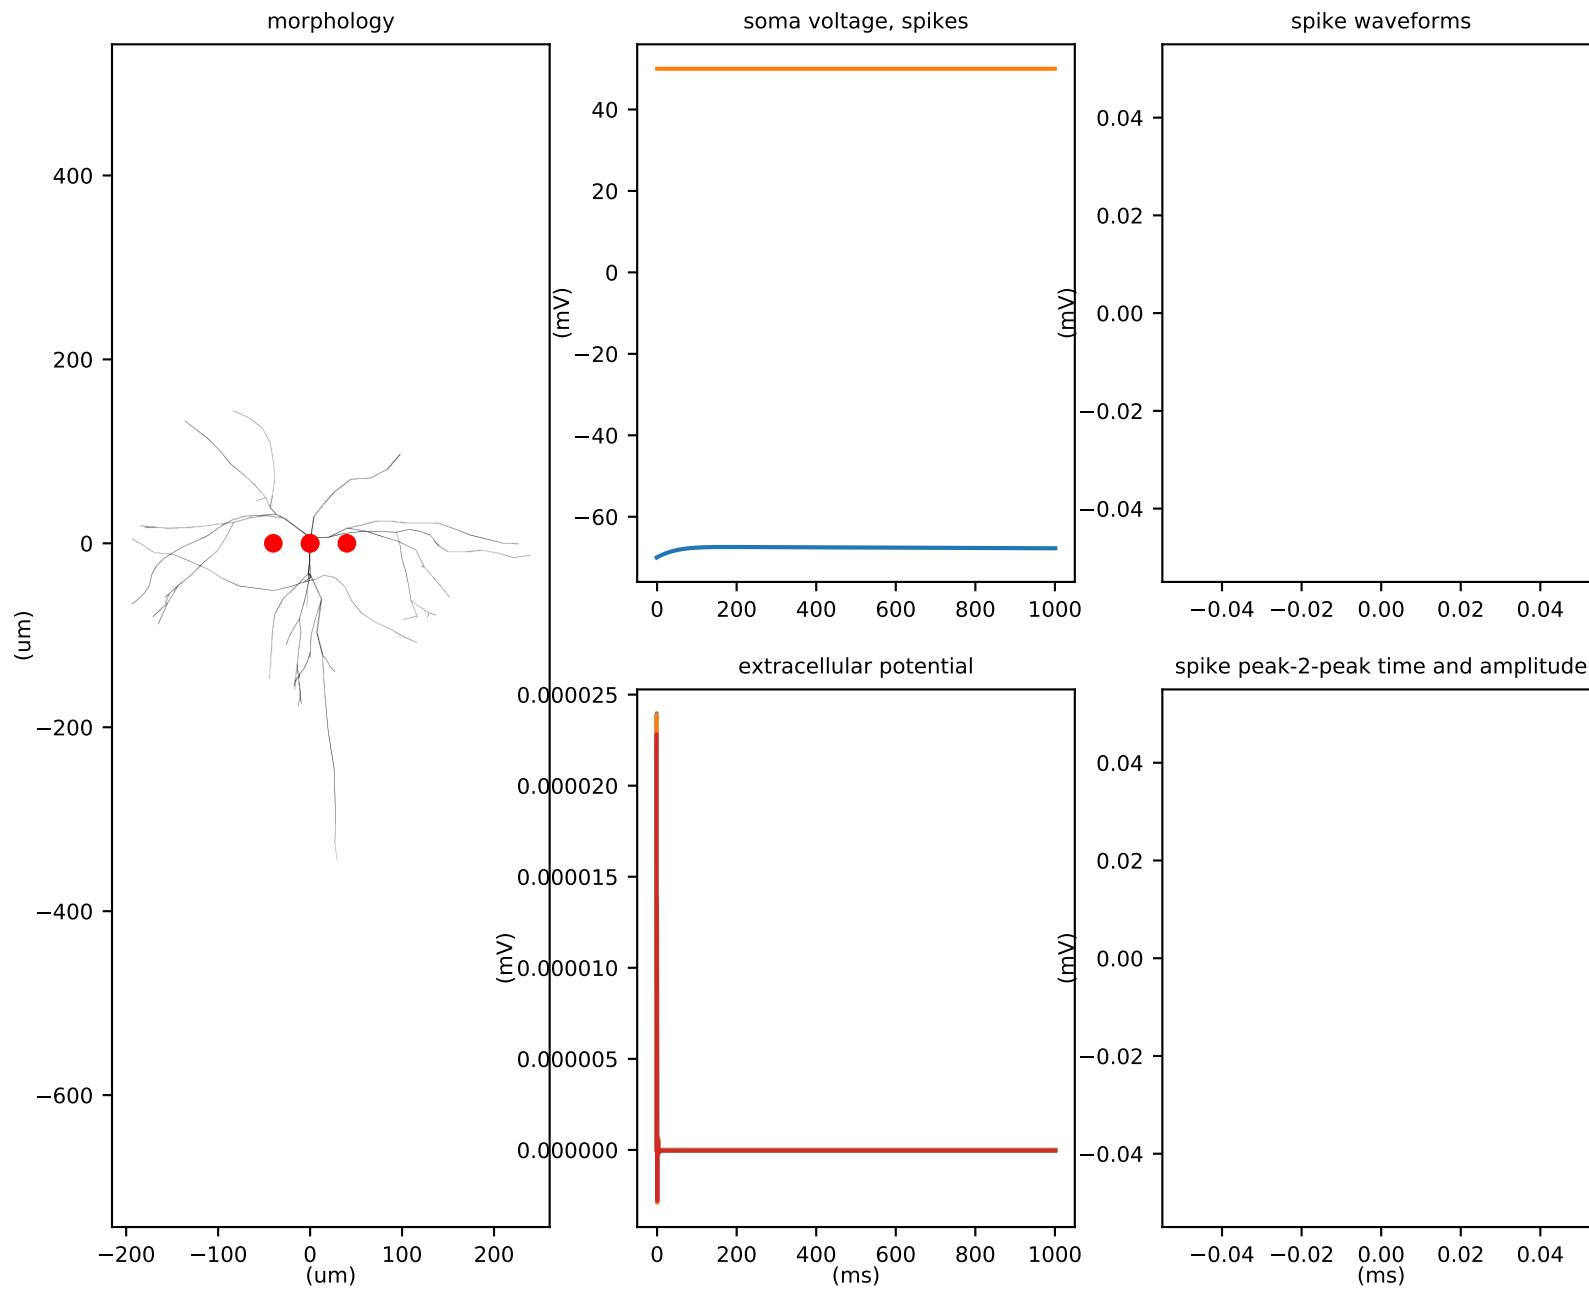 morphology
400
200
0
−200
−400
−600
−200 −100 0 100 200
(um)
(um)
soma voltage, spikes
40
20
0
−20
−40
−60
0 200 400 600 800 1000
(mV)
spike waveforms
0.04
0.02
0.00
−0.02
−0.04
−0.04 −0.02 0.00 0.02 0.04
(mV)
extracellular potential
0.000025
0.000020
0.000015
0.000010
0.000005
0.000000
0 200 400 600 800 1000
(ms)
(mV)
spike peak-2-peak time and amplitude
0.04
0.02
0.00
−0.02
−0.04
−0.04 −0.02 0.00 0.02 0.04
(ms)
(mV)